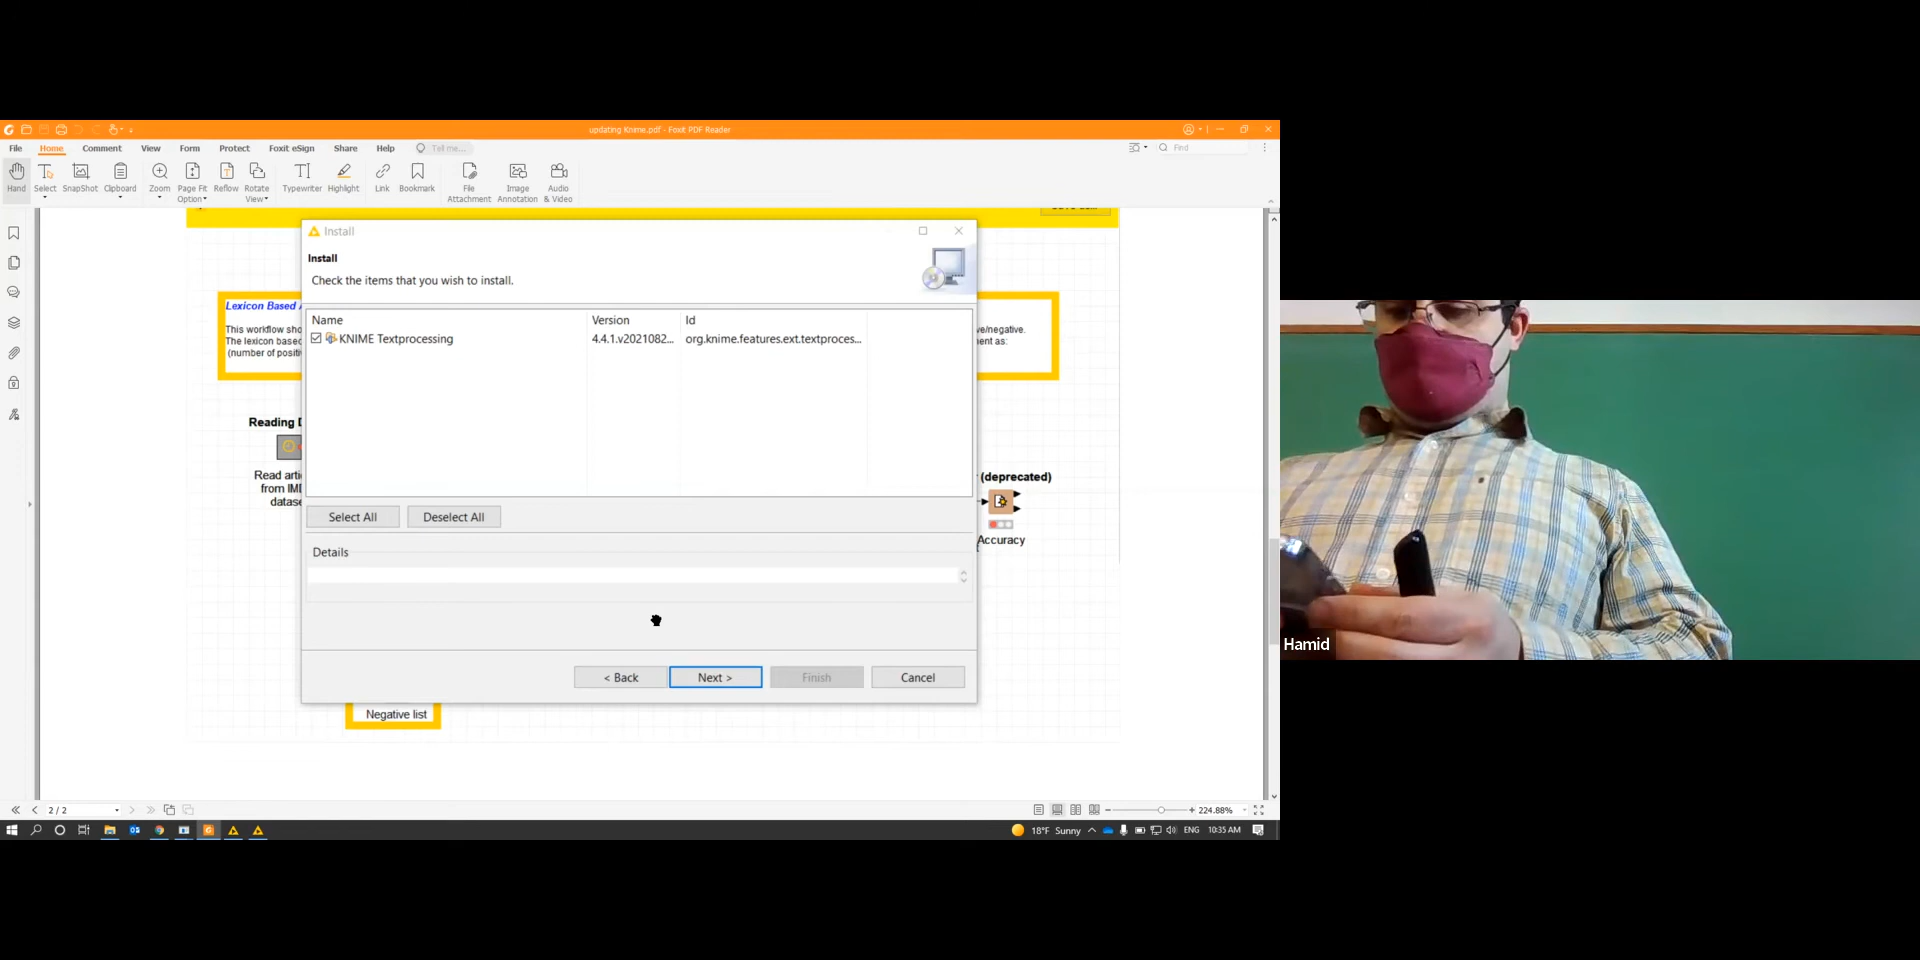 updating Knime.pdf - Foxit PDF Reader
File Home Comment View Form Protect Foxit eSign Share Help Tell me... Find
Hand Select SnapShot Clipboard Zoom Page Fit Option Reflow Rotate View Typewriter Highlight Link Bookmark File Attachment Image Annotation Audio & Video
Install
Install
Check the items that you wish to install.
Lexicon Based
This workflow sho
The lexicon based
(number of positi
ve/negative.
ent as:
Name Version Id
KNIME Textprocessing 4.4.1.v2021082... org.knime.features.ext.textproces...
Reading D
Read arti
from IMD
datase
(deprecated)
Accuracy
Select All Deselect All
Details
< Back Next > Finish Cancel
Negative list
2 / 2
224.88%
18°F Sunny ENG 10:35 AM
Hamid